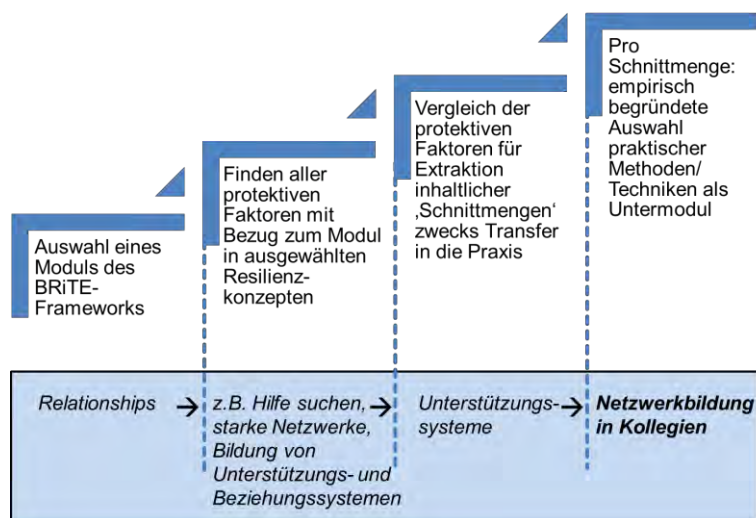 Auswahl eines
Moduls des
BRiTE-
Frameworks
Finden aller
protektiven
Faktoren mit
Bezug zum Modul
in ausgewählten
Resilienz-
konzepten
Vergleich der
protektiven
Faktoren für
Extraktion
inhaltlicher
‚Schnittmengen‘
zwecks Transfer
in die Praxis
Pro
Schnittmenge:
empirisch
begründete
Auswahl
praktischer
Methoden/
Techniken als
Untermodul
Relationships →
z.B. Hilfe suchen, →
starke Netzwerke,
Bildung von
Unterstützungs- und
Beziehungssystemen
Unterstützungs- →
systeme
Netzwerkbildung
in Kollegien